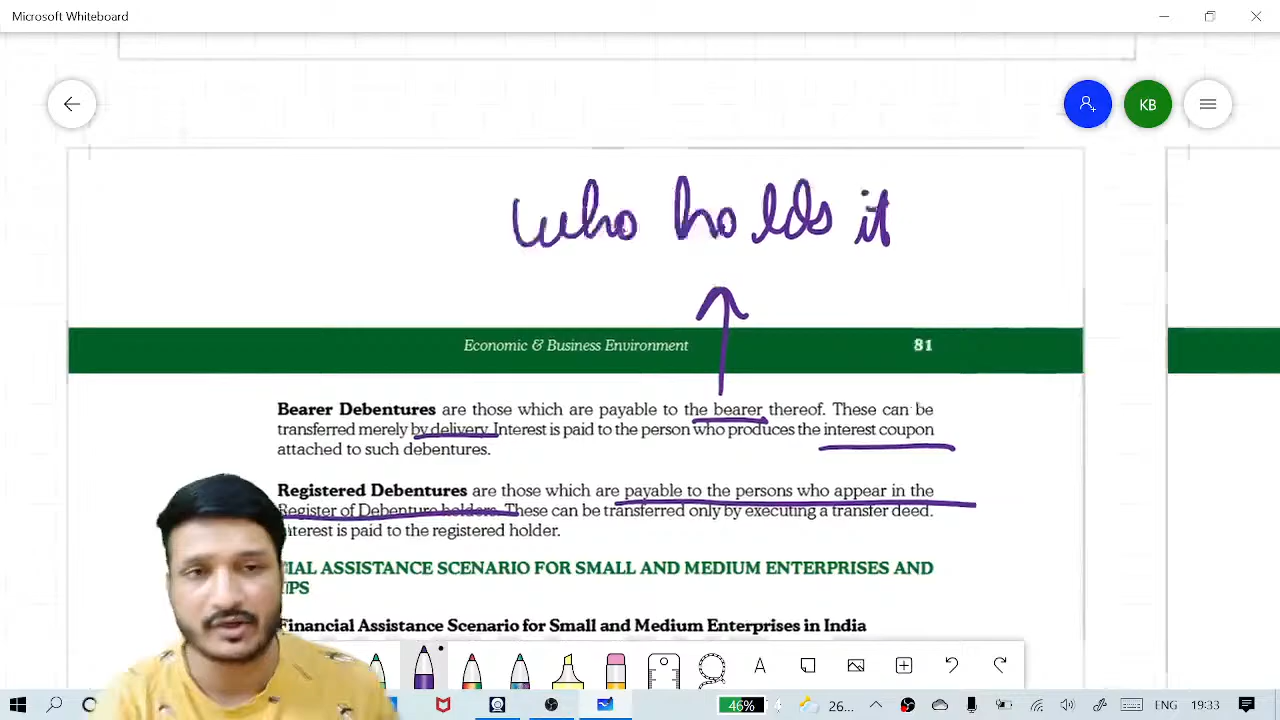 Microsoft Whiteboard
KB
who holds it
Economic & Business Environment 81
Bearer Debentures are those which are payable to the bearer thereof. These can be
transferred merely by delivery. Interest is paid to the person who produces the interest coupon
attached to such debentures.
Registered Debentures are those which are payable to the persons who appear in the
Register of Debenture holders. These can be transferred only by executing a transfer deed.
Interest is paid to the registered holder.
IAL ASSISTANCE SCENARIO FOR SMALL AND MEDIUM ENTERPRISES AND
UPS
Financial Assistance Scenario for Small and Medium Enterprises in India
A
46% 26... ENG 19:33